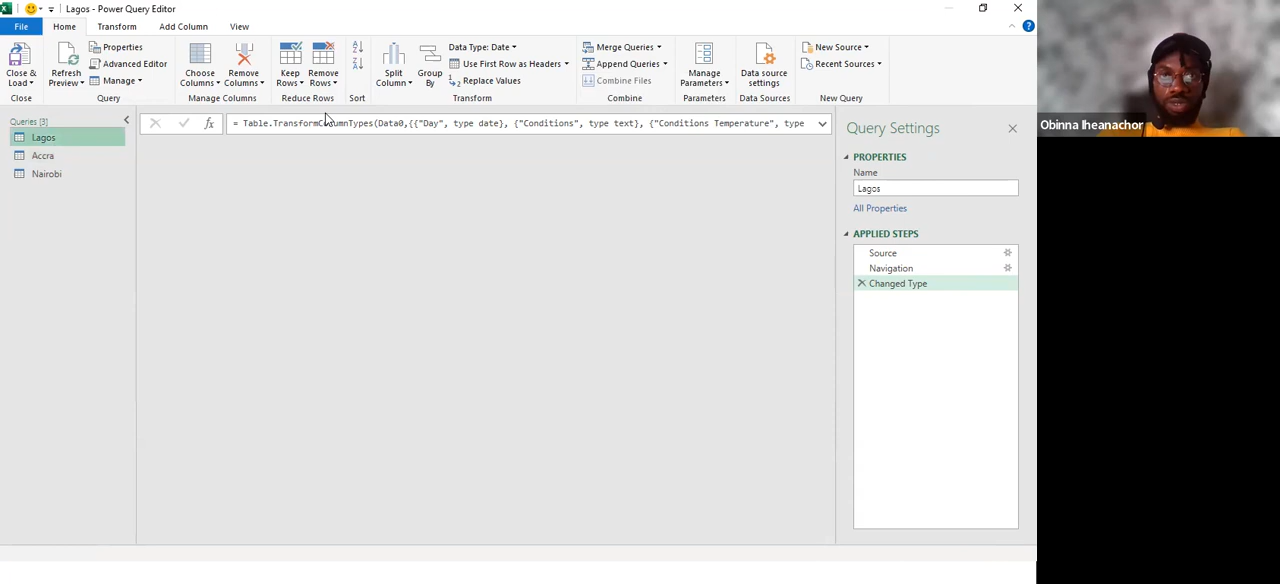 Lagos - Power Query Editor
File Home Transform Add Column View
Close & Load
Close
Refresh Preview
Properties
Advanced Editor
Manage
Query
Choose Columns
Remove Columns
Manage Columns
Keep Rows
Remove Rows
Reduce Rows
Sort
Split Column
Group By
Data Type: Date
Use First Row as Headers
Replace Values
Transform
Merge Queries
Append Queries
Combine Files
Combine
Manage Parameters
Parameters
Data source settings
Data Sources
New Source
Recent Sources
New Query
Queries [3]
Lagos
Accra
Nairobi
fx
= Table.TransformColumnTypes(Data0,{{"Day", type date}, {"Conditions", type text}, {"Conditions Temperature", type
Query Settings
PROPERTIES
Name
Lagos
All Properties
APPLIED STEPS
Source
Navigation
Changed Type
Obinna Iheanachor